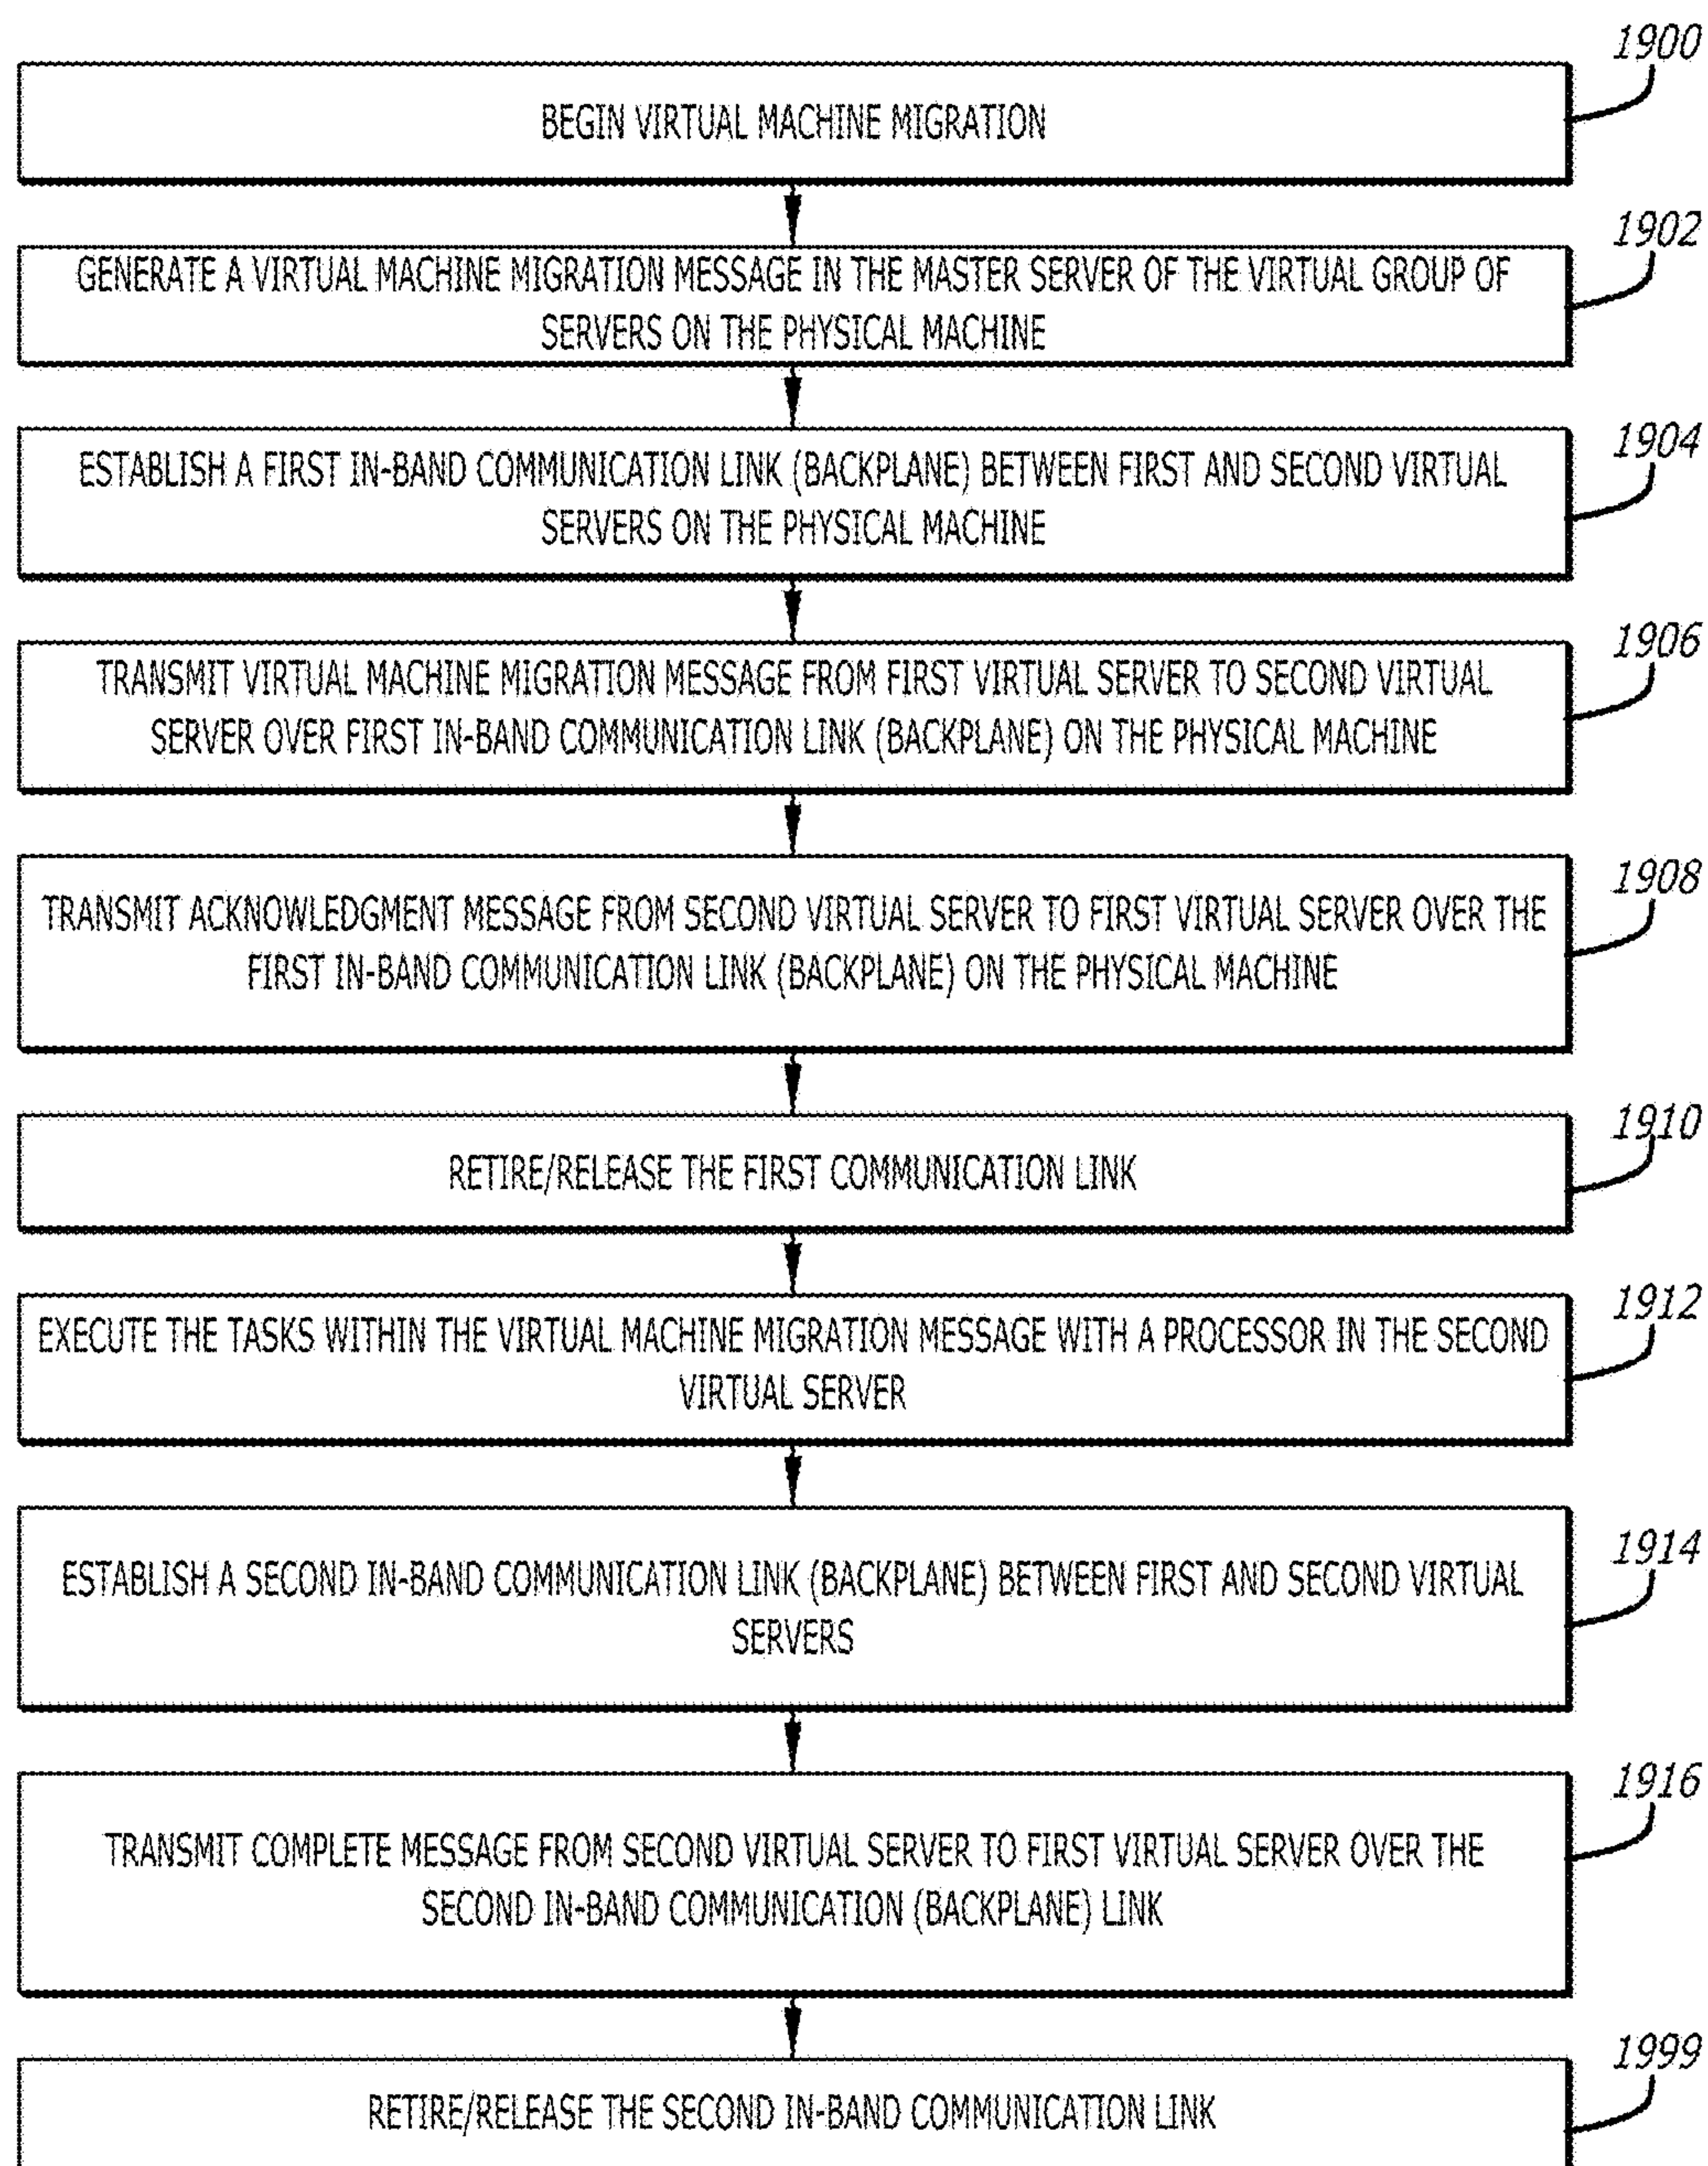 1900
BEGIN VIRTUAL MACHINE MIGRATION
1902
GENERATE A VIRTUAL MACHINE MIGRATION MESSAGE IN THE MASTER SERVER OF THE VIRTUAL GROUP OF
SERVERS ON THE PHYSICAL MACHINE
1904
ESTABLISH A FIRST IN-BAND COMMUNICATION LINK (BACKPLANE) BETWEEN FIRST AND SECOND VIRTUAL
SERVERS ON THE PHYSICAL MACHINE
1906
TRANSMIT VIRTUAL MACHINE MIGRATION MESSAGE FROM FIRST VIRTUAL SERVER TO SECOND VIRTUAL
SERVER OVER FIRST IN-BAND COMMUNICATION LINK (BACKPLANE) ON THE PHYSICAL MACHINE
1908
TRANSMIT ACKNOWLEDGMENT MESSAGE FROM SECOND VIRTUAL SERVER TO FIRST VIRTUAL SERVER OVER THE
FIRST IN-BAND COMMUNICATION LINK (BACKPLANE) ON THE PHYSICAL MACHINE
1910
RETIRE/RELEASE THE FIRST COMMUNICATION LINK
1912
EXECUTE THE TASKS WITHIN THE VIRTUAL MACHINE MIGRATION MESSAGE WITH A PROCESSOR IN THE SECOND
VIRTUAL SERVER
1914
ESTABLISH A SECOND IN-BAND COMMUNICATION LINK (BACKPLANE) BETWEEN FIRST AND SECOND VIRTUAL
SERVERS
1916
TRANSMIT COMPLETE MESSAGE FROM SECOND VIRTUAL SERVER TO FIRST VIRTUAL SERVER OVER THE
SECOND IN-BAND COMMUNICATION (BACKPLANE) LINK
1999
RETIRE/RELEASE THE SECOND IN-BAND COMMUNICATION LINK